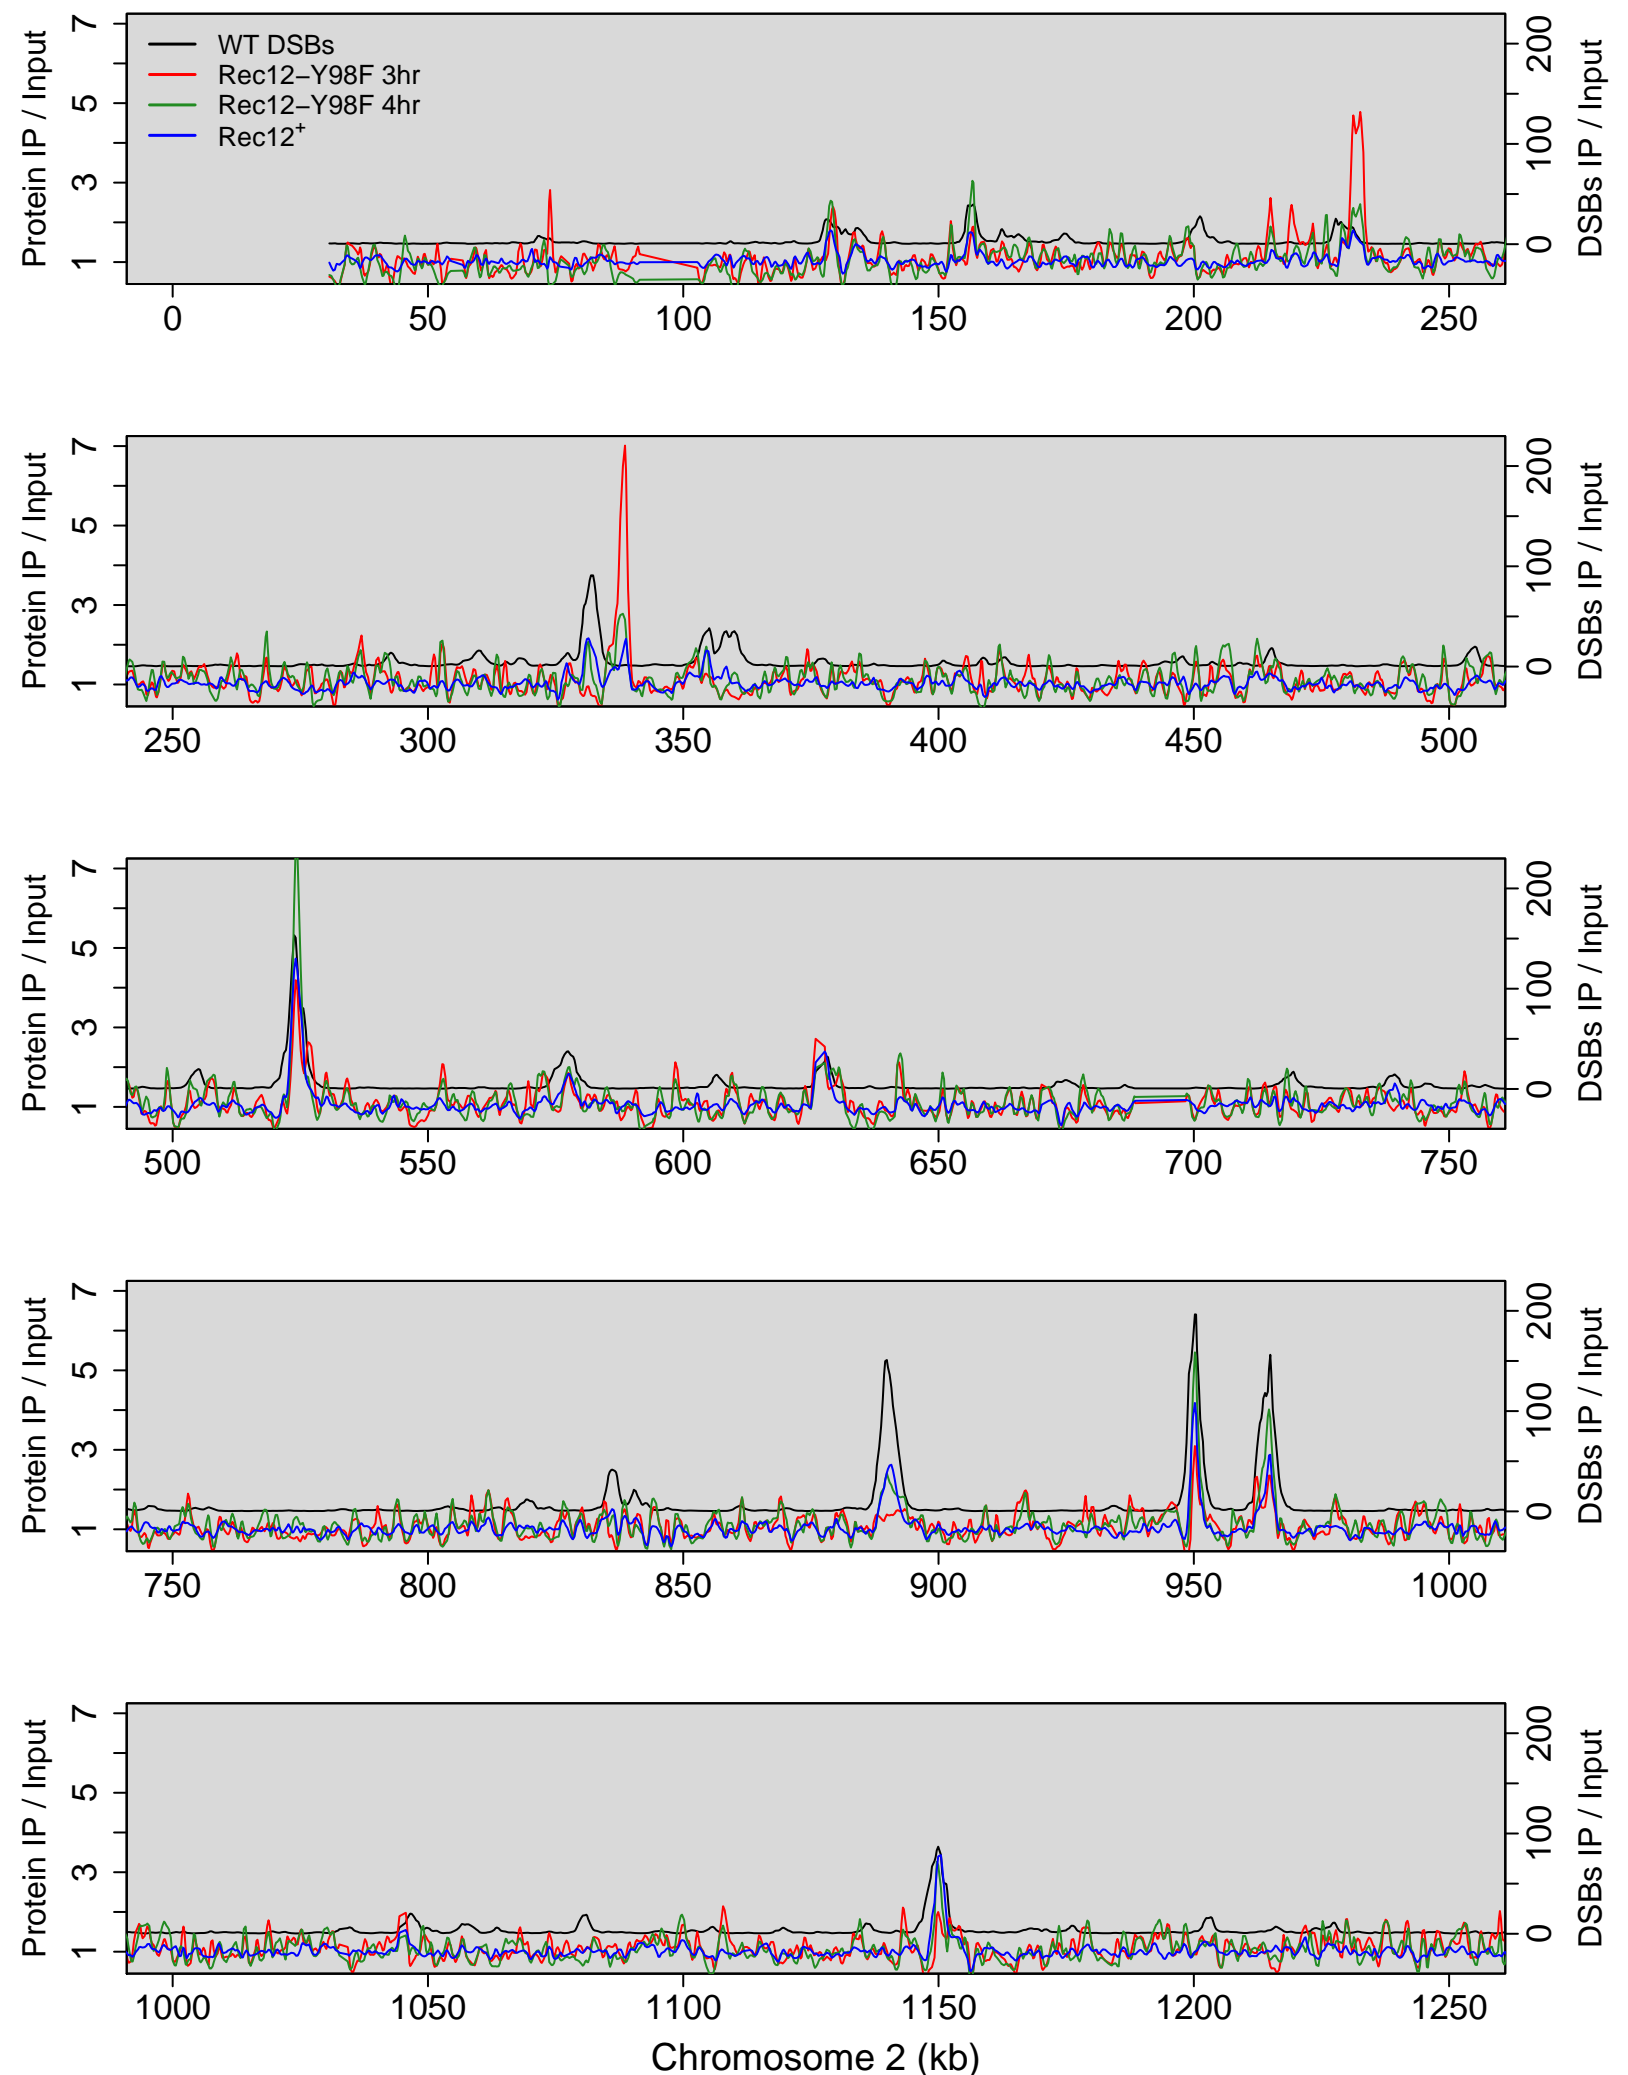 Protein IP / Input
1 3 5 7
WT DSBs
Rec12−Y98F 3hr
Rec12−Y98F 4hr
Rec12+
0 100 200
DSBs IP / Input
0 50 100 150 200 250
Protein IP / Input
1 3 5 7
0 100 200
DSBs IP / Input
250 300 350 400 450 500
Protein IP / Input
1 3 5 7
0 100 200
DSBs IP / Input
500 550 600 650 700 750
Protein IP / Input
1 3 5 7
0 100 200
DSBs IP / Input
750 800 850 900 950 1000
Protein IP / Input
1 3 5 7
0 100 200
DSBs IP / Input
1000 1050 1100 1150 1200 1250
Chromosome 2 (kb)